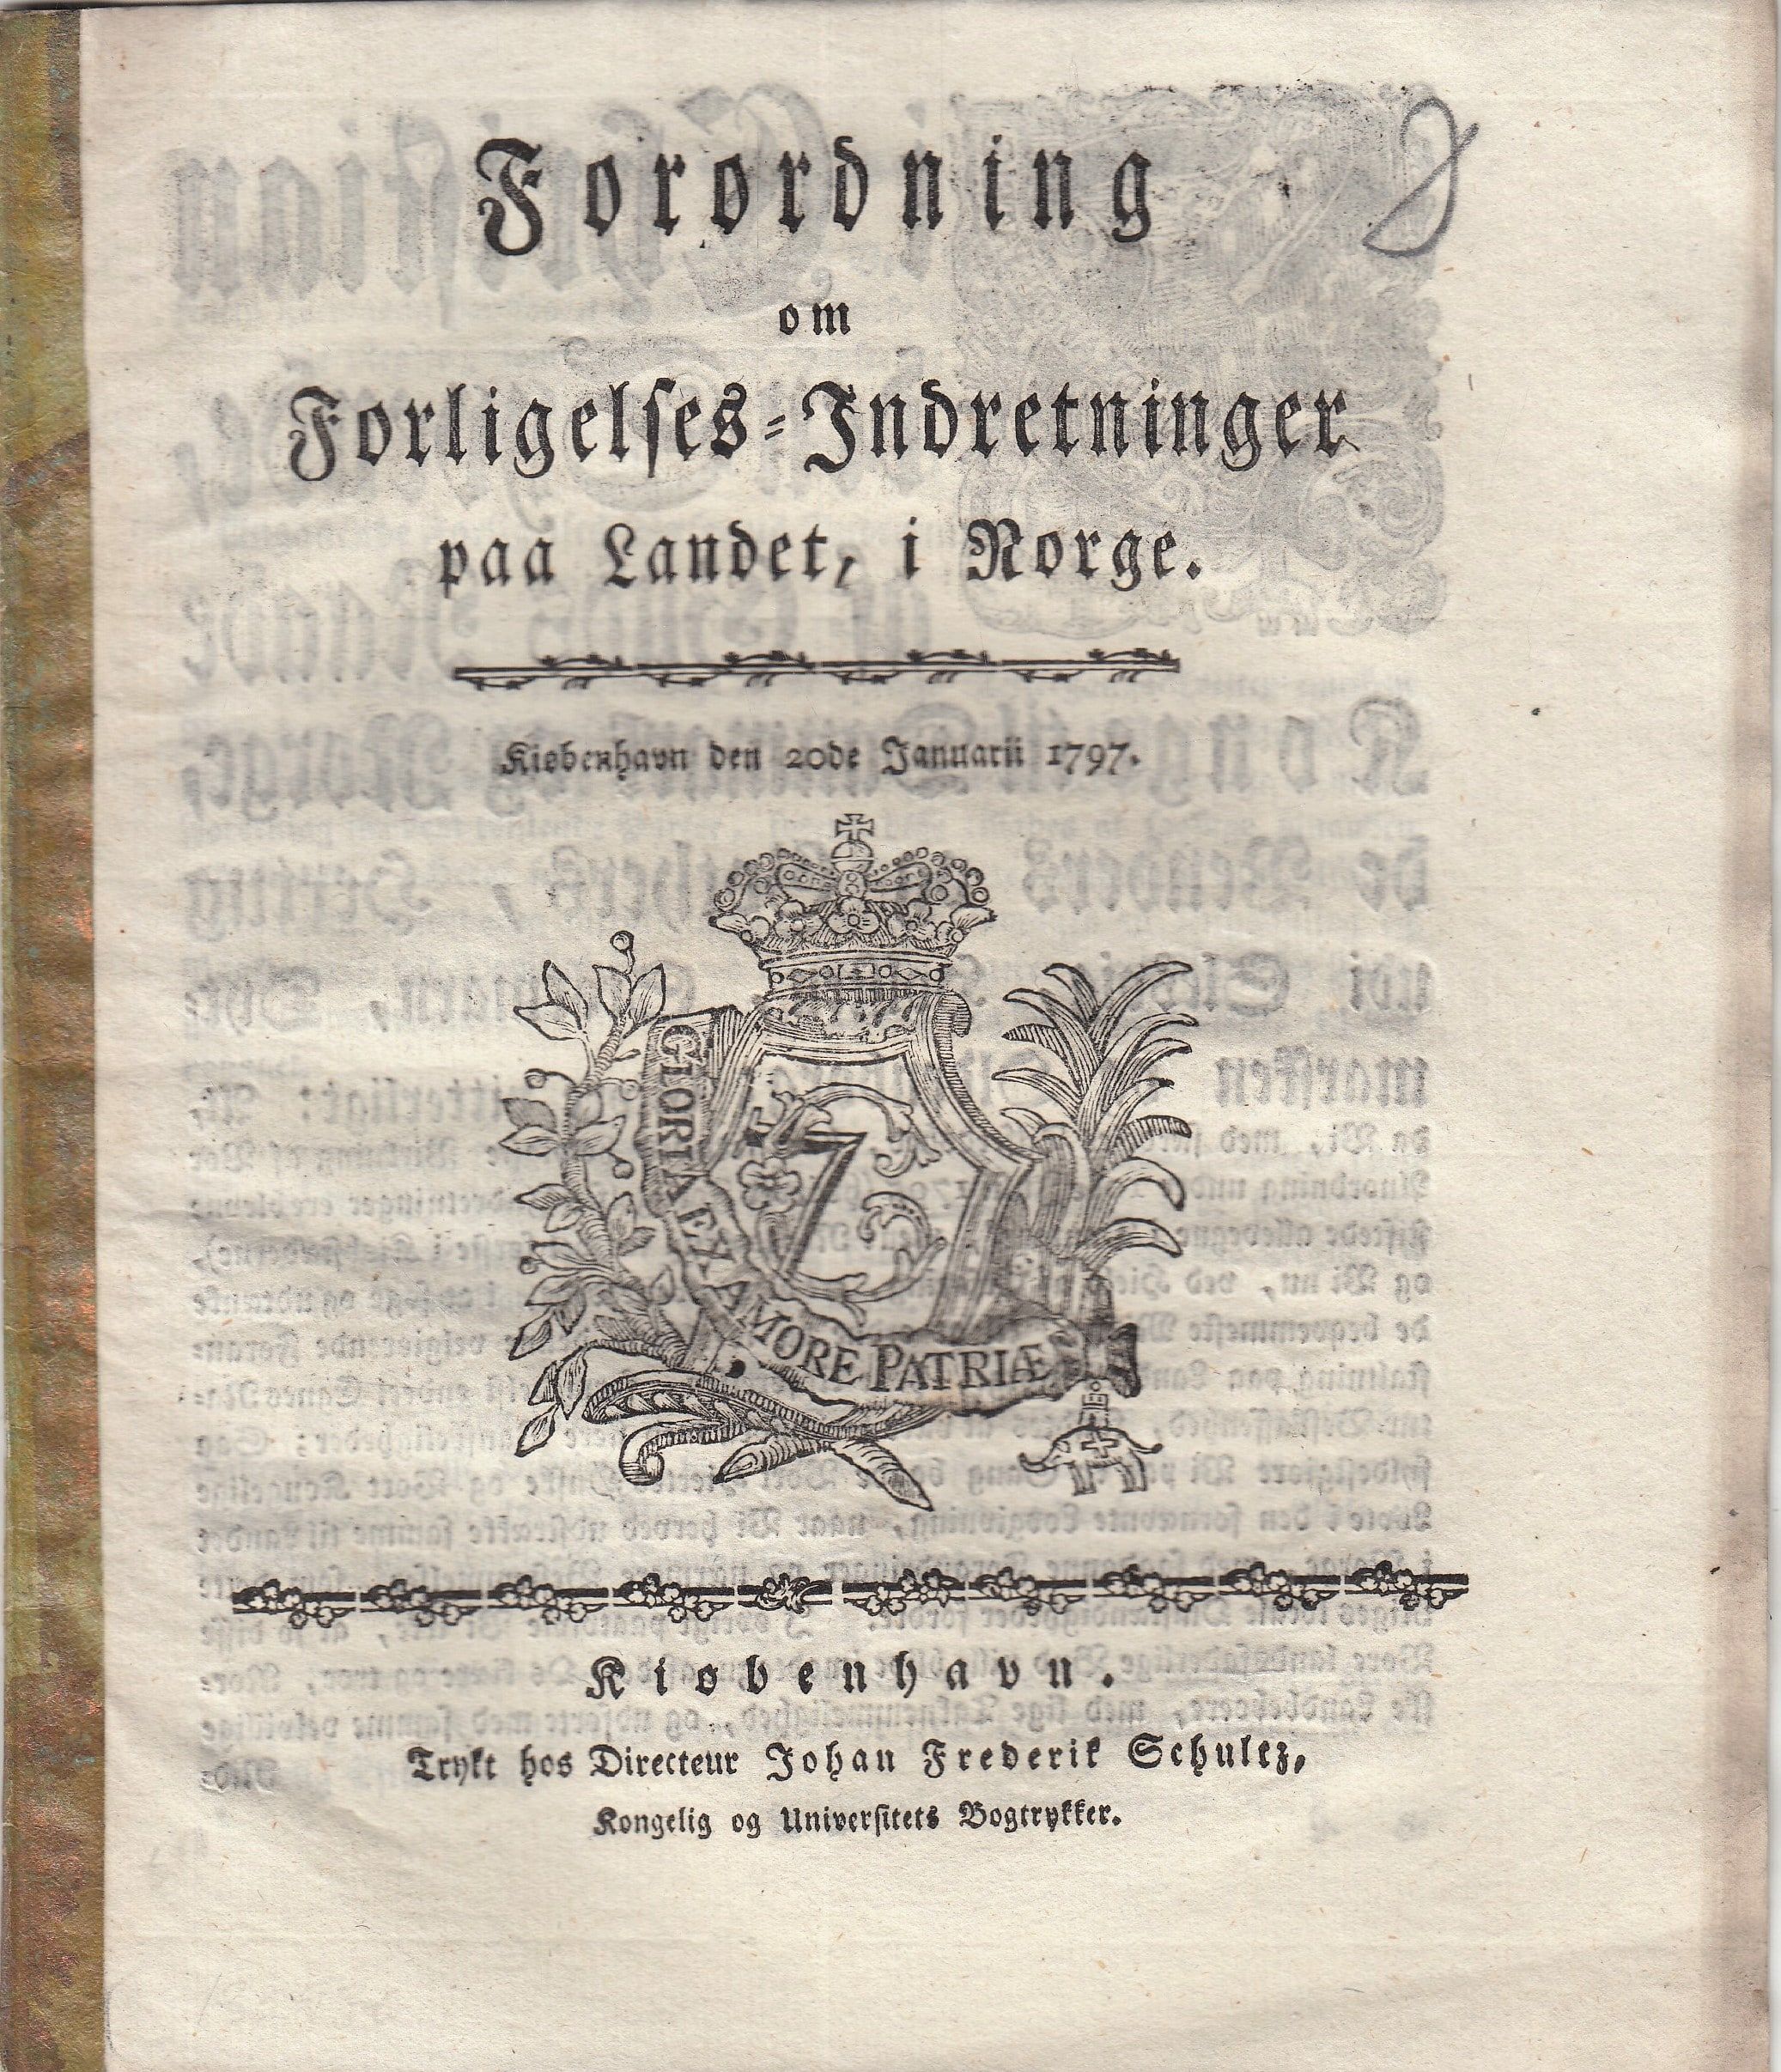 Forordning
om
Forligelses-Indretninger
paa Landet, i Norge.
Kiøbenhavn den 20de Januarii 1797.
GLORIA EX AMORE PATRIÆ
7
Kiøbenhavn.
Trykt hos Directeur Johan Frederik Schultz,
Kongelig og Universitets Bogtrykker.